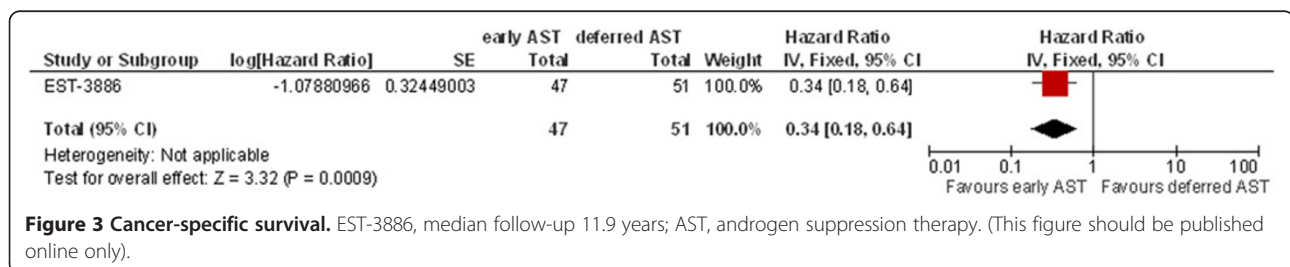 early AST deferred AST Hazard Ratio Hazard Ratio
Study or Subgroup log[Hazard Ratio] SE Total Total Weight IV, Fixed, 95% CI IV, Fixed, 95% CI
EST-3886 -1.07880966 0.32449003 47 51 100.0% 0.34 [0.18, 0.64]
Total (95% CI) 47 51 100.0% 0.34 [0.18, 0.64]
Heterogeneity: Not applicable
Test for overall effect: Z = 3.32 (P = 0.0009)
0.01 0.1 1 10 100
Favours early AST Favours deferred AST
Figure 3 Cancer-specific survival. EST-3886, median follow-up 11.9 years; AST, androgen suppression therapy. (This figure should be published
online only).